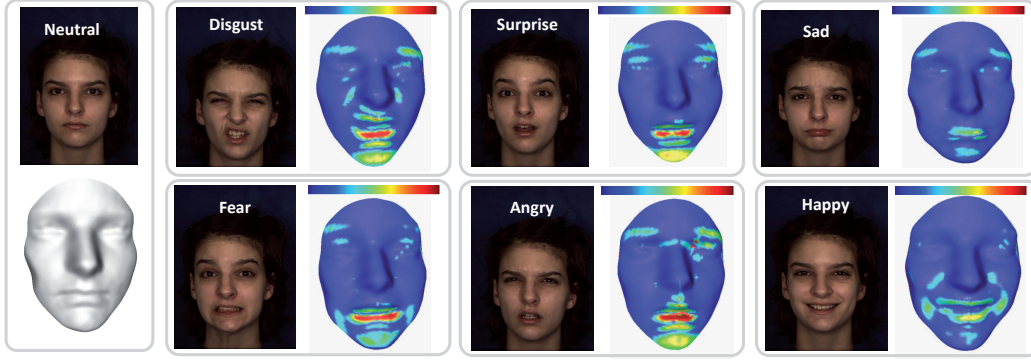 Neutral
Disgust
Surprise
Sad
Fear
Angry
Happy